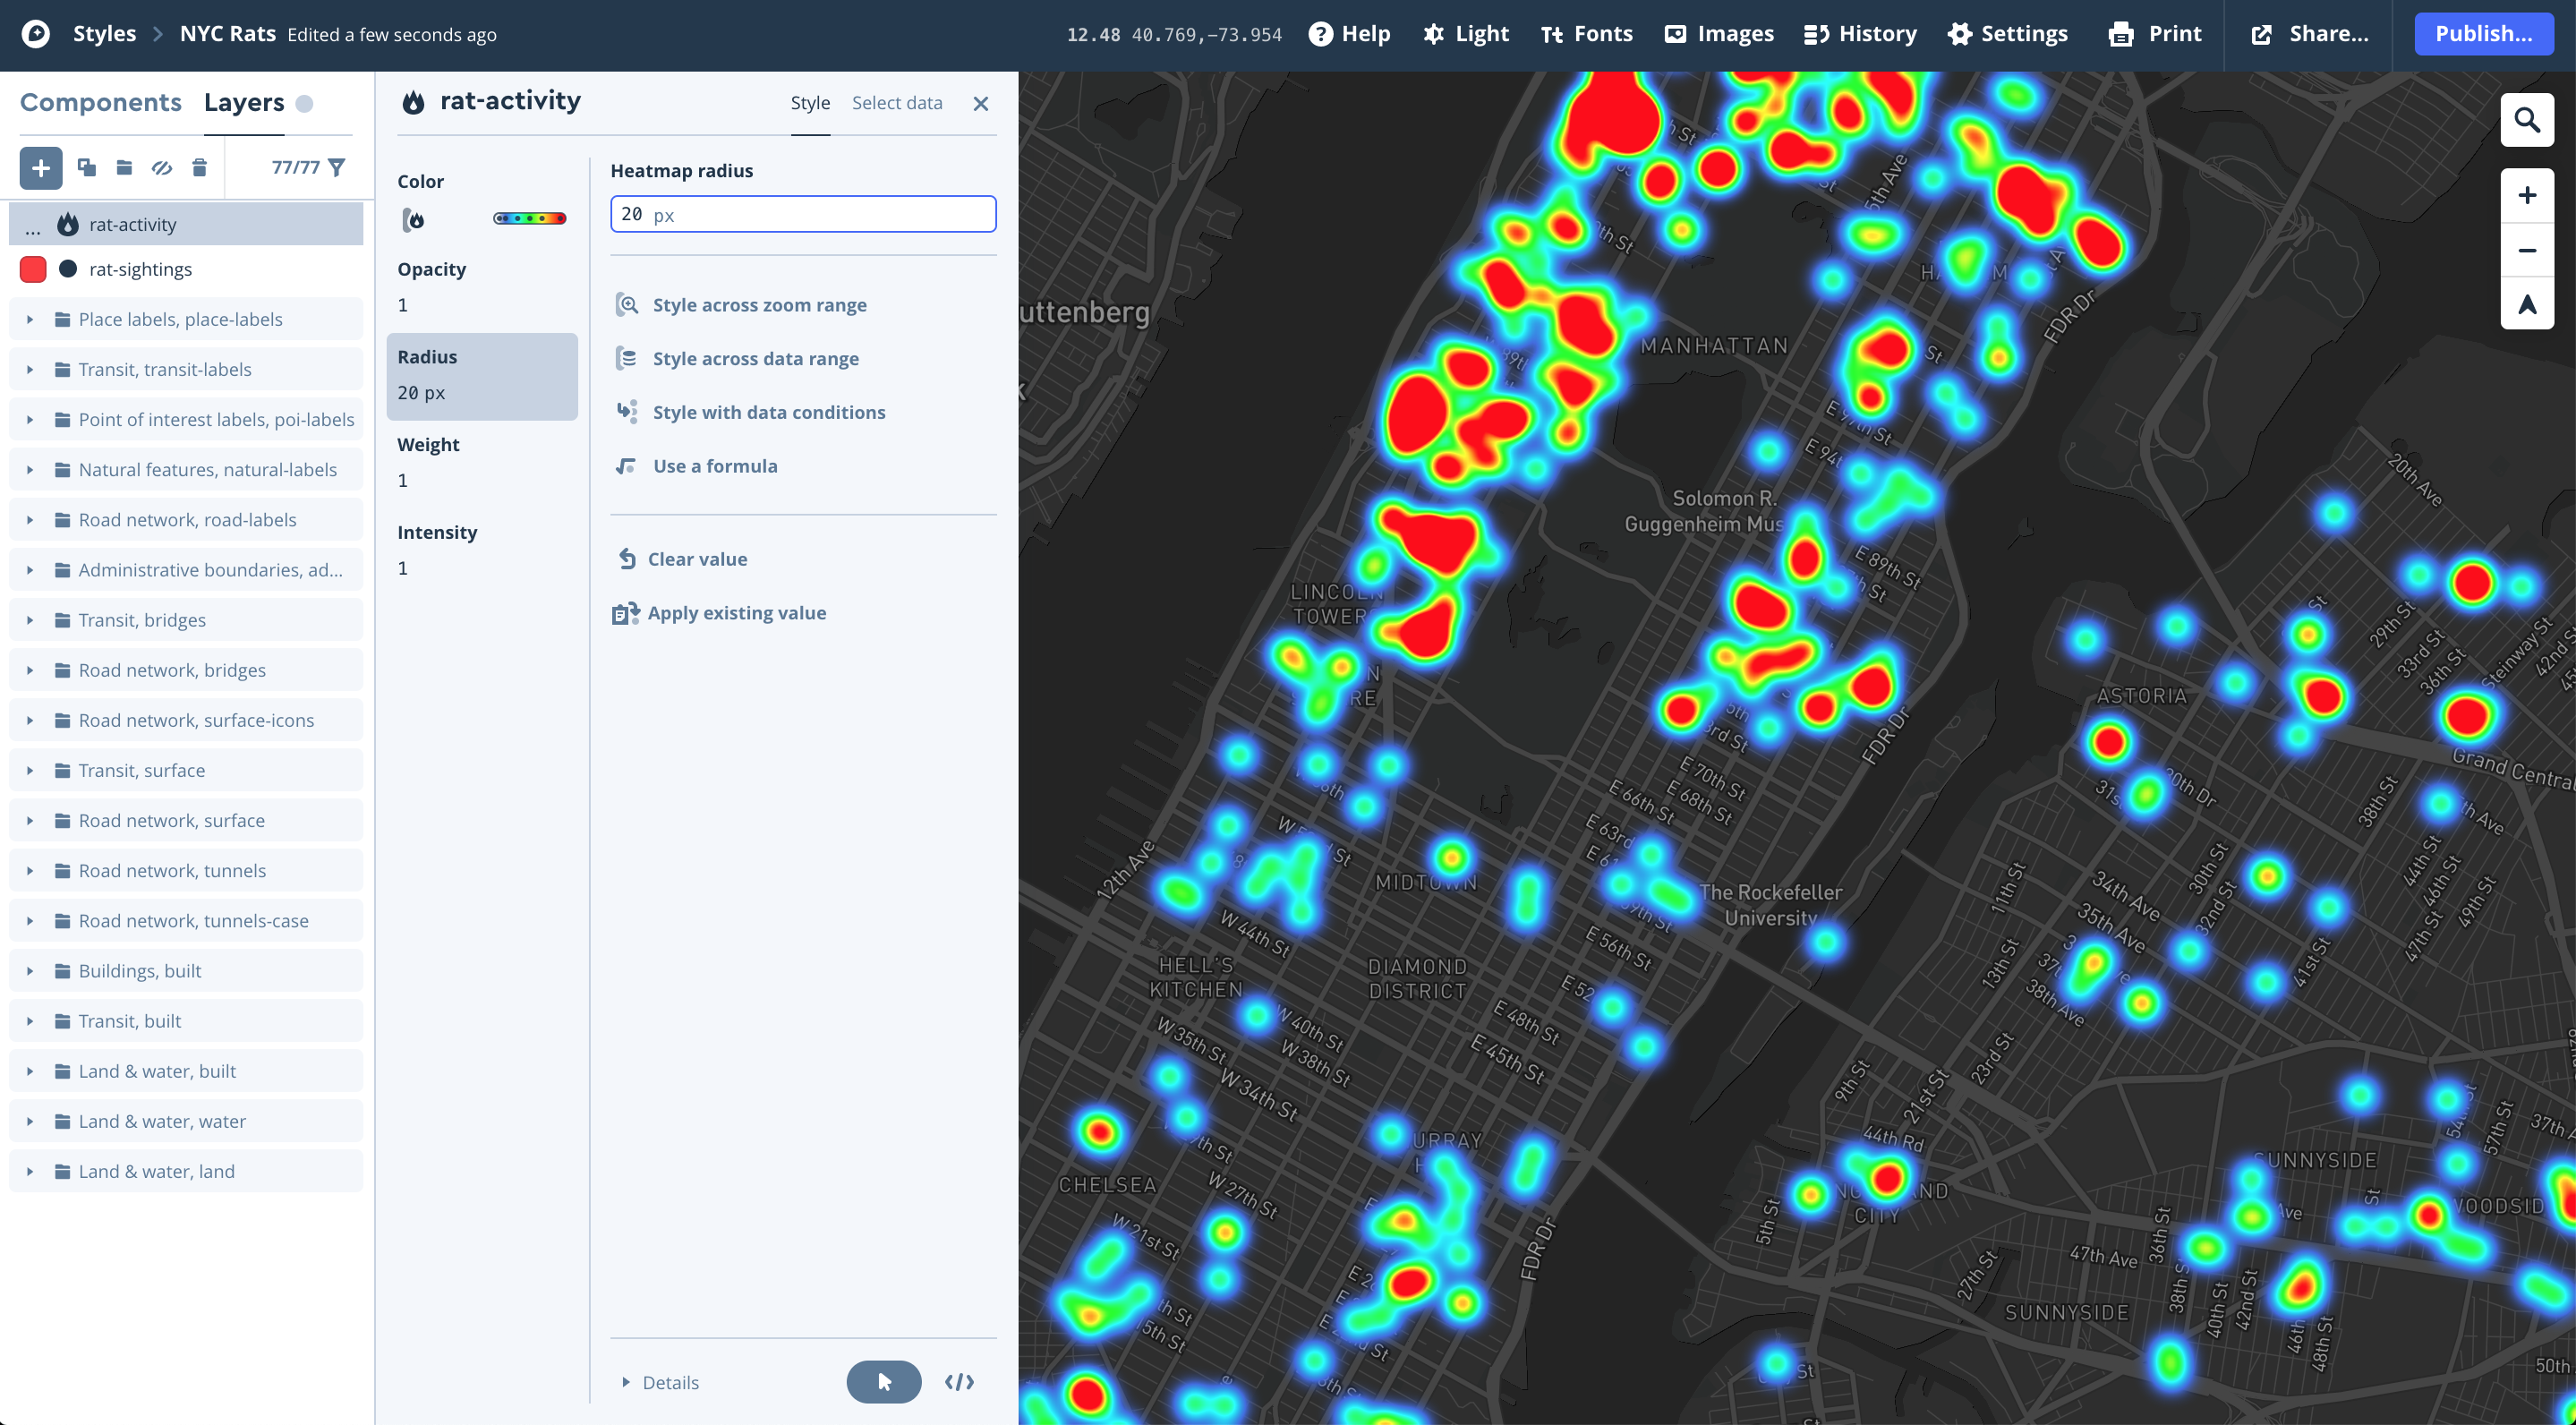 Styles
NYC Rats
Edited a few seconds ago
12.48 40.769,−73.954
Help
Light
Fonts
Images
History
Settings
Print
Share...
Publish...
Components
Layers
77/77
... rat-activity
rat-sightings
Place labels, place-labels
Transit, transit-labels
Point of interest labels, poi-labels
Natural features, natural-labels
Road network, road-labels
Administrative boundaries, ad...
Transit, bridges
Road network, bridges
Road network, surface-icons
Transit, surface
Road network, surface
Road network, tunnels
Road network, tunnels-case
Buildings, built
Transit, built
Land & water, built
Land & water, water
Land & water, land
rat-activity
Style
Select data
Color
Opacity
1
Radius
20 px
Weight
1
Intensity
1
Heatmap radius
20 px
Style across zoom range
Style across data range
Style with data conditions
Use a formula
Clear value
Apply existing value
Details
</>
uttenberg
5th Ave
FDR Dr
MANHATTAN
E 97th St
E 94t
Solomon R.
Guggenheim Mus
E 89th St
LINCOLN
TOWER
20th Ave
29th St
33rd St
36th St
Steinway St
42nd S
ASTORIA
FDR Dr
Grand Central
E 70th St
E 68th St
E 66th St
E 63rd
30th Dr
38th St
12th Ave
MIDTOWN
The Rockefeller
University
11th St
34th Ave
35th Ave
30th St
32nd St
44th St
46th St
47th St
49th St
41st St
W 44th St
E 56th St
HELL'S
KITCHEN
DIAMOND
DISTRICT
E 52
13th St
38th Ave
W 40th St
W 38th St
W 35th St
W 34th St
E 48th St
E 45th St
23rd St
9th St
21st St
44th Rd
57th St
37th A
SUNNYSIDE
CHELSEA
W 27th St
W 21st St
CITY
5th St
FDR Dr
47th Ave
36th St
38th S
40th St
42nd St
46th
48th St
WOODSID
27th St
SUNNYSIDE
50th